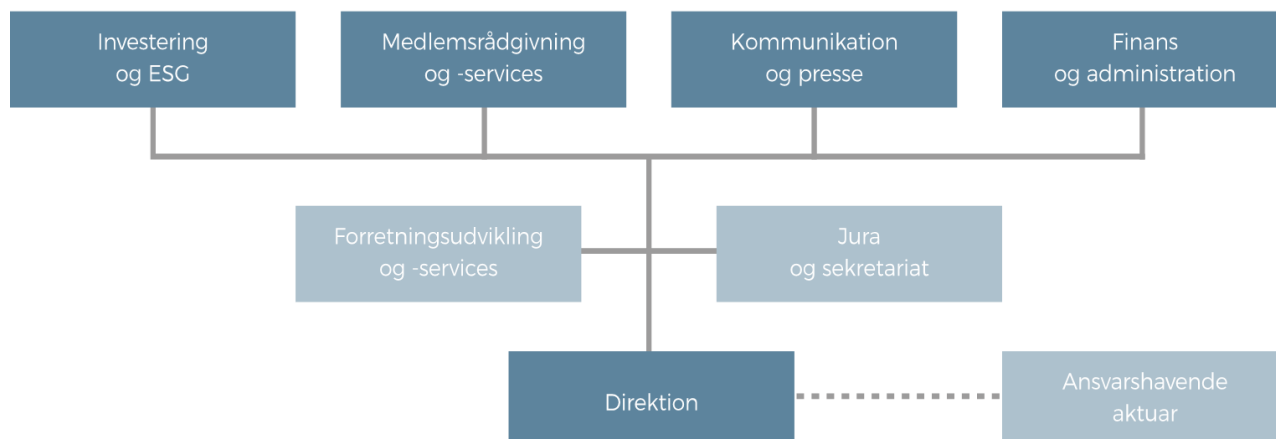 Investering
og ESG
Medlemsrådgivning
og -services
Kommunikation
og presse
Finans
og administration
Forretningsudvikling
og -services
Jura
og sekretariat
Direktion
Ansvarshavende
aktuar